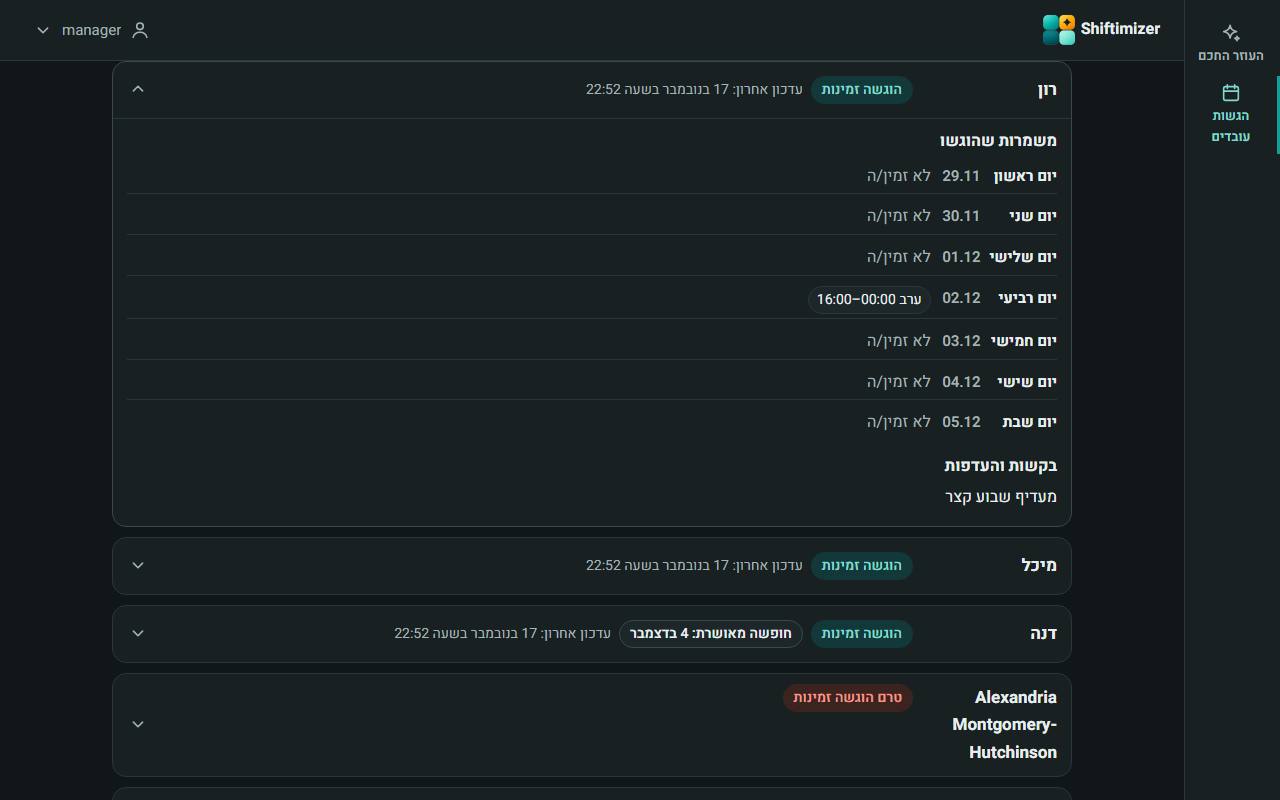 Shiftimizer
manager
העוזר החכם
הגשות
עובדים
רון הוגשה זמינות עדכון אחרון: 17 בנובמבר בשעה 22:52
משמרות שהוגשו
יום ראשון 29.11 לא זמין/ה
יום שני 30.11 לא זמין/ה
יום שלישי 01.12 לא זמין/ה
יום רביעי 02.12 ערב 16:00–00:00
יום חמישי 03.12 לא זמין/ה
יום שישי 04.12 לא זמין/ה
יום שבת 05.12 לא זמין/ה
בקשות והעדפות
מעדיף שבוע קצר
מיכל הוגשה זמינות עדכון אחרון: 17 בנובמבר בשעה 22:52
דנה הוגשה זמינות חופשה מאושרת: 4 בדצמבר עדכון אחרון: 17 בנובמבר בשעה 22:52
Alexandria טרם הוגשה זמינות
Montgomery-
Hutchinson